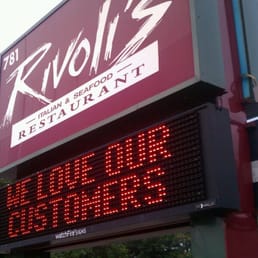 781
Rivoli's
ITALIAN & SEAFOOD
RESTAURANT
WE LOVE OUR
CUSTOMERS